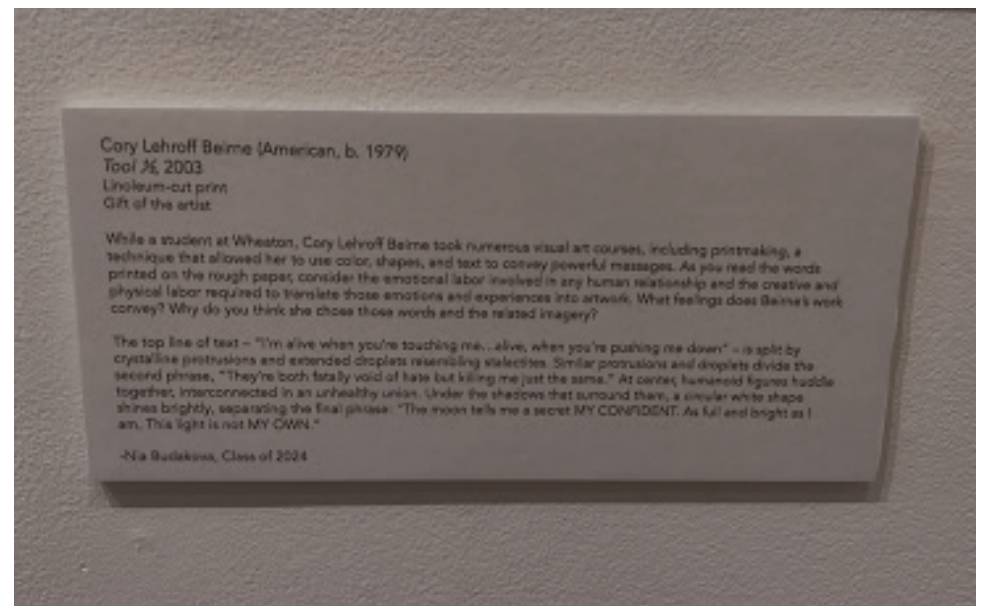 Cory Lehroff Beirne (American, b. 1979)
Tool ⅗, 2003
Linoleum-cut print
Gift of the artist
While a student at Wheaton, Cory Lehroff Beirne took numerous visual art courses, including printmaking, a
technique that allowed her to use color, shapes, and text to convey powerful messages. As you read the words
printed on the rough paper, consider the emotional labor involved in any human relationship and the creative and
physical labor required to translate those emotions and experiences into artwork. What feelings does Beirne's work
convey? Why do you think she chose those words and the related imagery?
The top line of text – "I'm alive when you're touching me... alive, when you're pushing me down" – is split by
crystalline protrusions and extended droplets resembling stalactites. Similar protrusions and droplets divide the
second phrase, "They're both fatally void of hate but killing me just the same." At center, humanoid figures huddle
together, interconnected in an unhealthy union. Under the shadows that surround them, a circular white shape
shines brightly, separating the final phrase: "The moon tells me a secret MY CONFIDENT. As full and bright as I
am. This light is not MY OWN."
-Nia Budakova, Class of 2024